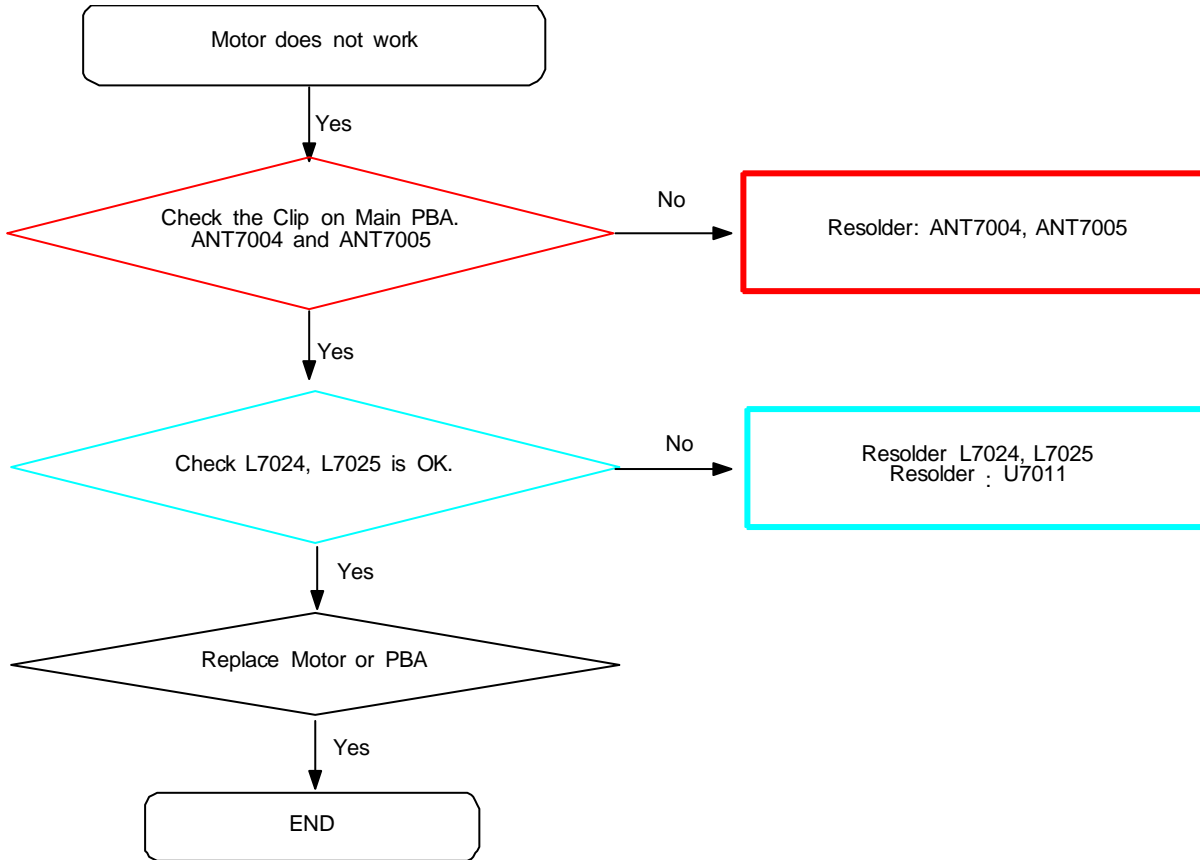 Motor does not work
Yes
Check the Clip on Main PBA.
ANT7004 and ANT7005
No
Resolder: ANT7004, ANT7005
Yes
Check L7024, L7025 is OK.
No
Resolder L7024, L7025
Resolder : U7011
Yes
Replace Motor or PBA
Yes
END